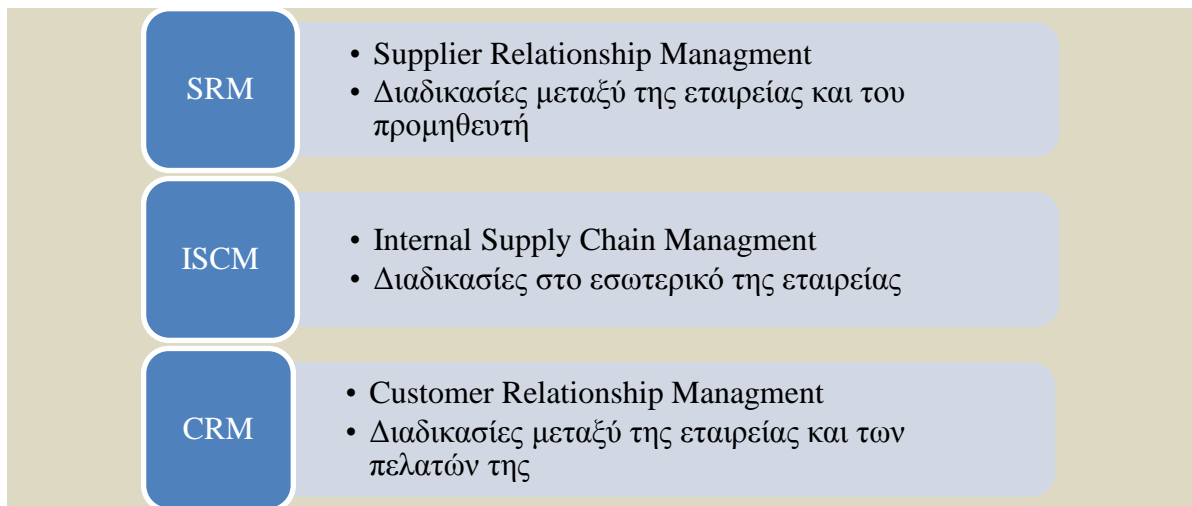 SRM
• Supplier Relationship Managment
• Διαδικασίες μεταξύ της εταιρείας και του
προμηθευτή
ISCM
• Internal Supply Chain Managment
• Διαδικασίες στο εσωτερικό της εταιρείας
CRM
• Customer Relationship Managment
• Διαδικασίες μεταξύ της εταιρείας και των
πελατών της